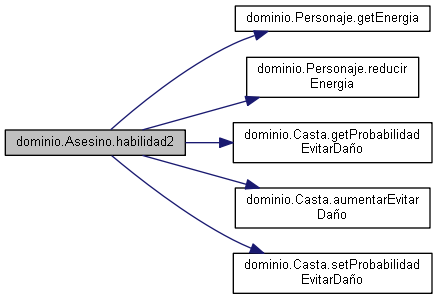 dominio.Personaje.getEnergia
dominio.Personaje.reducir
Energia
dominio.Asesino.habilidad2
dominio.Casta.getProbabilidad
EvitarDaño
dominio.Casta.aumentarEvitar
Daño
dominio.Casta.setProbabilidad
EvitarDaño